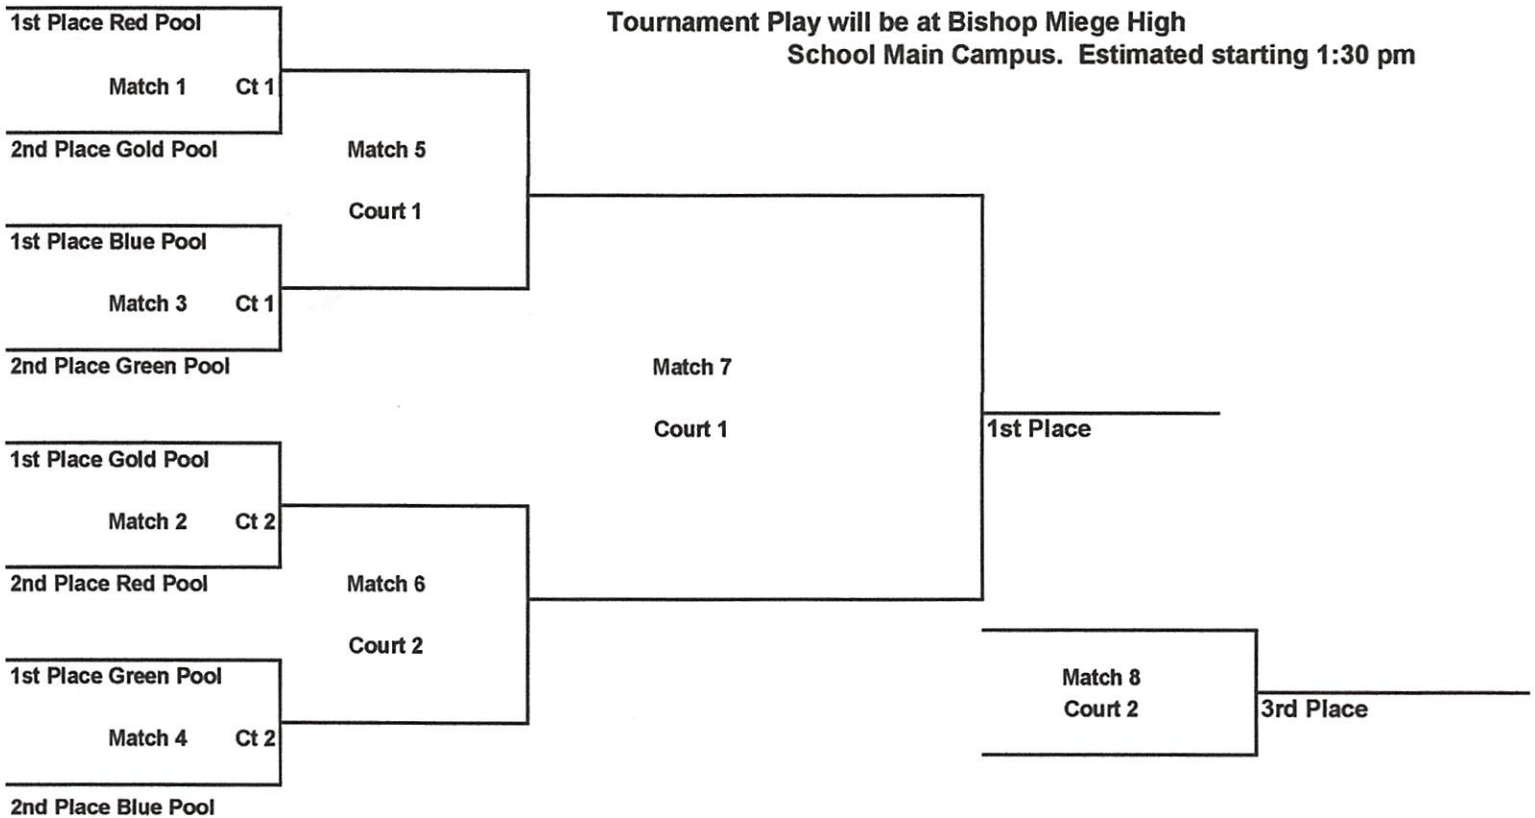 Tournament Play will be at Bishop Miege High
School Main Campus.  Estimated starting 1:30 pm
1st Place Red Pool
Match 1 Ct 1
2nd Place Gold Pool
Match 5
Court 1
1st Place Blue Pool
Match 3 Ct 1
2nd Place Green Pool
Match 7
Court 1
1st Place
1st Place Gold Pool
Match 2 Ct 2
2nd Place Red Pool
Match 6
Court 2
1st Place Green Pool
Match 4 Ct 2
2nd Place Blue Pool
Match 8
Court 2
3rd Place